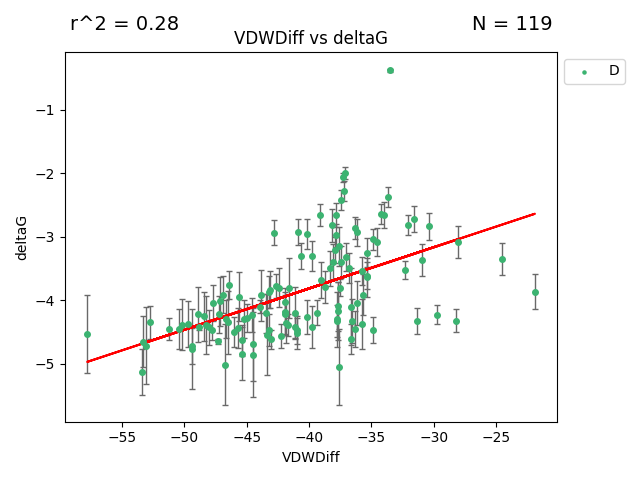 r^2 = 0.28
N = 119
VDWDiff vs deltaG
D
−1
−2
−3
−4
−5
deltaG
−55
−50
−45
−40
−35
−30
−25
VDWDiff